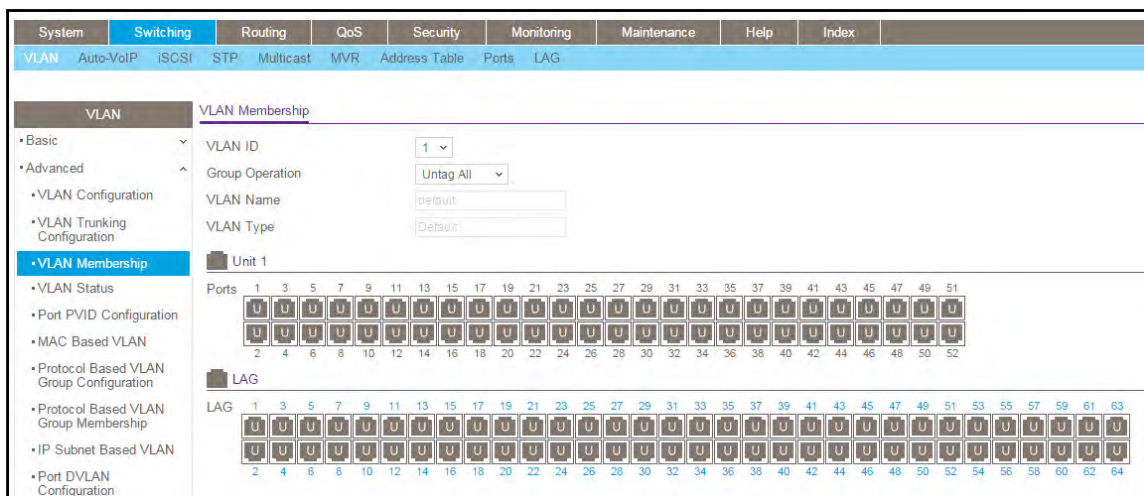 System Switching Routing QoS Security Monitoring Maintenance Help Index
VLAN Auto-VoIP iSCSI STP Multicast MVR Address Table Ports LAG
VLAN
Basic
Advanced
VLAN Configuration
VLAN Trunking
Configuration
VLAN Membership
VLAN Status
Port PVID Configuration
MAC Based VLAN
Protocol Based VLAN
Group Configuration
Protocol Based VLAN
Group Membership
IP Subnet Based VLAN
Port DVLAN
Configuration
VLAN Membership
VLAN ID 1
Group Operation Untag All
VLAN Name default
VLAN Type Default
Unit 1
Ports 1 3 5 7 9 11 13 15 17 19 21 23 25 27 29 31 33 35 37 39 41 43 45 47 49 51
U U U U U U U U U U U U U U U U U U U U U U U U U U
U U U U U U U U U U U U U U U U U U U U U U U U U U
2 4 6 8 10 12 14 16 18 20 22 24 26 28 30 32 34 36 38 40 42 44 46 48 50 52
LAG
LAG 1 3 5 7 9 11 13 15 17 19 21 23 25 27 29 31 33 35 37 39 41 43 45 47 49 51 53 55 57 59 61 63
U U U U U U U U U U U U U U U U U U U U U U U U U U U U U U U U
U U U U U U U U U U U U U U U U U U U U U U U U U U U U U U U U
2 4 6 8 10 12 14 16 18 20 22 24 26 28 30 32 34 36 38 40 42 44 46 48 50 52 54 56 58 60 62 64